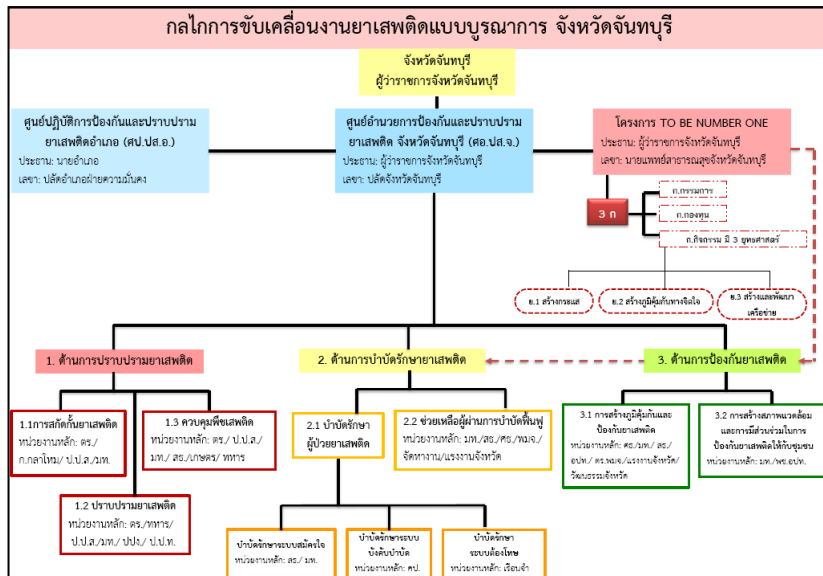 กลไกการขับเคลื่อนงานยาเสพติดแบบบูรณาการ จังหวัดจันทบุรี
จังหวัดจันทบุรี
ผู้ว่าราชการจังหวัดจันทบุรี
ศูนย์ปฏิบัติการป้องกันและปราบปราม
ยาเสพติดอำเภอ (ศป.ปส.อ.)
ประธาน: นายอำเภอ
เลขา: ปลัดอำเภอฝ่ายความมั่นคง
ศูนย์อำนวยการป้องกันและปราบปราม
ยาเสพติด จังหวัดจันทบุรี (ศอ.ปส.จ.)
ประธาน: ผู้ว่าราชการจังหวัดจันทบุรี
เลขา: ปลัดจังหวัดจันทบุรี
โครงการ TO BE NUMBER ONE
ประธาน: ผู้ว่าราชการจังหวัดจันทบุรี
เลขา: นายแพทย์สาธารณสุขจังหวัดจันทบุรี
3 ก
ก.กรรมการ
ก.กองทุน
ก.กิจกรรม มี 3 ยุทธศาสตร์
ย.1 สร้างกระแส
ย.2 สร้างภูมิคุ้มกันทางจิตใจ
ย.3 สร้างและพัฒนา
เครือข่าย
1. ด้านการปราบปรามยาเสพติด
2. ด้านการบำบัดรักษายาเสพติด
3. ด้านการป้องกันยาเสพติด
1.1การสกัดกั้นยาเสพติด
หน่วยงานหลัก: ตร./
ก.กลาโหม/ ป.ป.ส./มท.
1.3 ควบคุมพืชเสพติด
หน่วยงานหลัก: ตร./ ป.ป.ส./
มท./ สธ./เกษตร/ ทหาร
1.2 ปราบปรามยาเสพติด
หน่วยงานหลัก: ตร./ทหาร/
ป.ป.ส./มท./ ปปง./ ป.ป.ท.
2.1 บำบัดรักษา
ผู้ป่วยยาเสพติด
2.2 ช่วยเหลือผู้ผ่านการบำบัดฟื้นฟู
หน่วยงานหลัก: มท./สธ./ศธ./พมจ./
จัดหางาน/แรงงานจังหวัด
3.1 การสร้างภูมิคุ้มกันและ
ป้องกันยาเสพติด
หน่วยงานหลัก: ศธ./มท./ สธ./
อปท./ ตร.พมจ./แรงงานจังหวัด/
วัฒนธรรมจังหวัด
3.2 การสร้างสภาพแวดล้อม
และการมีส่วนร่วมในการ
ป้องกันยาเสพติดให้กับชุมชน
หน่วยงานหลัก: มท./พช.อปท.
บำบัดรักษาระบบสมัครใจ
หน่วยงานหลัก: สธ./ มท.
บำบัดรักษาระบบ
บังคับบำบัด
หน่วยงานหลัก: คป.
บำบัดรักษา
ระบบต้องโทษ
หน่วยงานหลัก: เรือนจำ